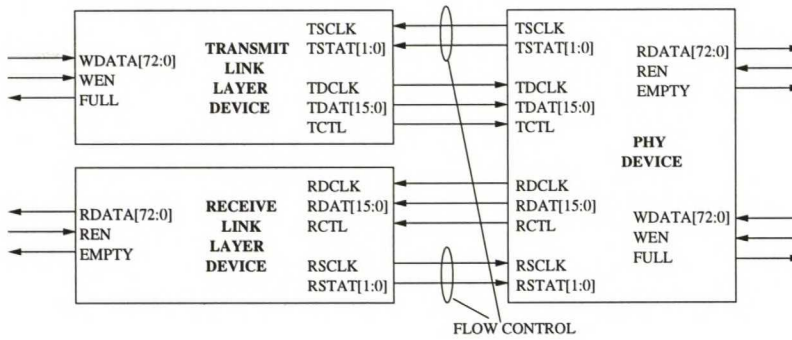 WDATA[72:0]
WEN
FULL
TRANSMIT
LINK
LAYER
DEVICE
TSCLK
TSTAT[1:0]
TDCLK
TDAT[15:0]
TCTL
TSCLK
TSTAT[1:0]
TDCLK
TDAT[15:0]
TCTL
RDATA[72:0]
REN
EMPTY
PHY
DEVICE
RDATA[72:0]
REN
EMPTY
RECEIVE
LINK
LAYER
DEVICE
RDCLK
RDAT[15:0]
RCTL
RSCLK
RSTAT[1:0]
RDCLK
RDAT[15:0]
RCTL
RSCLK
RSTAT[1:0]
WDATA[72:0]
WEN
FULL
FLOW CONTROL